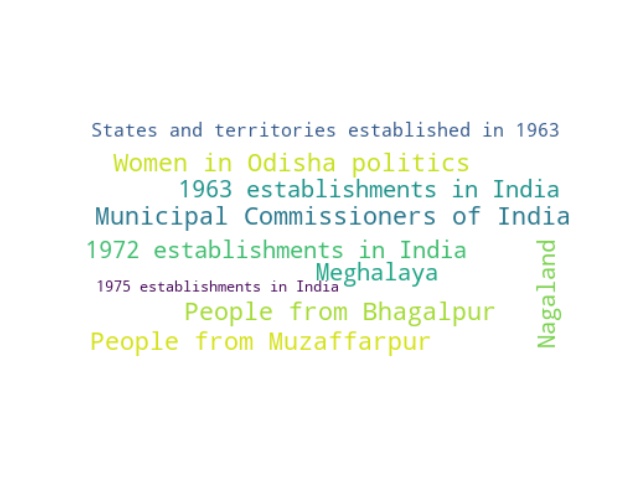 States and territories established in 1963
Women in Odisha politics
1963 establishments in India
Municipal Commissioners of India
1972 establishments in India
Meghalaya
1975 establishments in India
Nagaland
People from Bhagalpur
People from Muzaffarpur